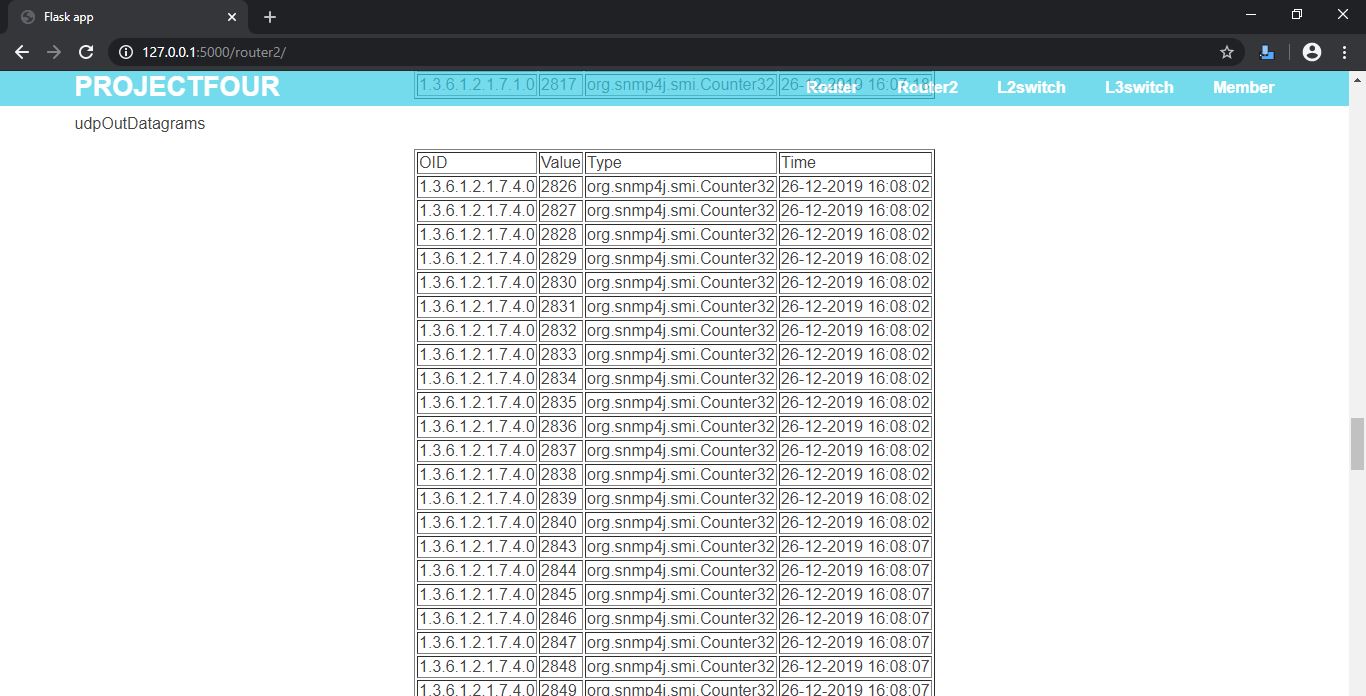 Flask app
127.0.0.1:5000/router2/
PROJECTFOUR Router Router2 L2switch L3switch Member
1.3.6.1.2.1.7.1.0 2817 org.snmp4j.smi.Counter32 26-12-2019
udpOutDatagrams
OID Value Type Time
1.3.6.1.2.1.7.4.0 2826 org.snmp4j.smi.Counter32 26-12-2019 16:08:02
1.3.6.1.2.1.7.4.0 2827 org.snmp4j.smi.Counter32 26-12-2019 16:08:02
1.3.6.1.2.1.7.4.0 2828 org.snmp4j.smi.Counter32 26-12-2019 16:08:02
1.3.6.1.2.1.7.4.0 2829 org.snmp4j.smi.Counter32 26-12-2019 16:08:02
1.3.6.1.2.1.7.4.0 2830 org.snmp4j.smi.Counter32 26-12-2019 16:08:02
1.3.6.1.2.1.7.4.0 2831 org.snmp4j.smi.Counter32 26-12-2019 16:08:02
1.3.6.1.2.1.7.4.0 2832 org.snmp4j.smi.Counter32 26-12-2019 16:08:02
1.3.6.1.2.1.7.4.0 2833 org.snmp4j.smi.Counter32 26-12-2019 16:08:02
1.3.6.1.2.1.7.4.0 2834 org.snmp4j.smi.Counter32 26-12-2019 16:08:02
1.3.6.1.2.1.7.4.0 2835 org.snmp4j.smi.Counter32 26-12-2019 16:08:02
1.3.6.1.2.1.7.4.0 2836 org.snmp4j.smi.Counter32 26-12-2019 16:08:02
1.3.6.1.2.1.7.4.0 2837 org.snmp4j.smi.Counter32 26-12-2019 16:08:02
1.3.6.1.2.1.7.4.0 2838 org.snmp4j.smi.Counter32 26-12-2019 16:08:02
1.3.6.1.2.1.7.4.0 2839 org.snmp4j.smi.Counter32 26-12-2019 16:08:02
1.3.6.1.2.1.7.4.0 2840 org.snmp4j.smi.Counter32 26-12-2019 16:08:02
1.3.6.1.2.1.7.4.0 2843 org.snmp4j.smi.Counter32 26-12-2019 16:08:07
1.3.6.1.2.1.7.4.0 2844 org.snmp4j.smi.Counter32 26-12-2019 16:08:07
1.3.6.1.2.1.7.4.0 2845 org.snmp4j.smi.Counter32 26-12-2019 16:08:07
1.3.6.1.2.1.7.4.0 2846 org.snmp4j.smi.Counter32 26-12-2019 16:08:07
1.3.6.1.2.1.7.4.0 2847 org.snmp4j.smi.Counter32 26-12-2019 16:08:07
1.3.6.1.2.1.7.4.0 2848 org.snmp4j.smi.Counter32 26-12-2019 16:08:07
1.3.6.1.2.1.7.4.0 2849 org.snmp4j.smi.Counter32 26-12-2019 16:08:07